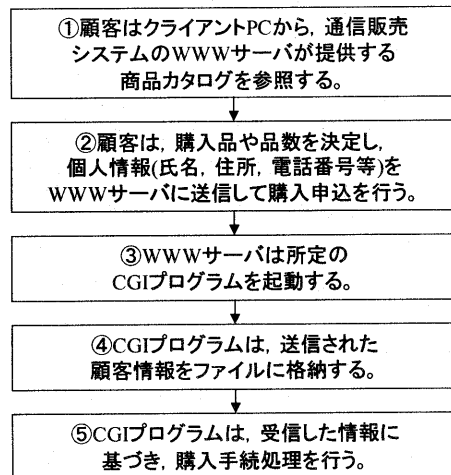 ①顧客はクライアントPCから，通信販売
システムのWWWサーバが提供する
商品カタログを参照する。
②顧客は，購入品や品数を決定し，
個人情報(氏名，住所，電話番号等)を
WWWサーバに送信して購入申込を行う。
③WWWサーバは所定の
CGIプログラムを起動する。
④CGIプログラムは，送信された
顧客情報をファイルに格納する。
⑤CGIプログラムは，受信した情報に
基づき，購入手続処理を行う。